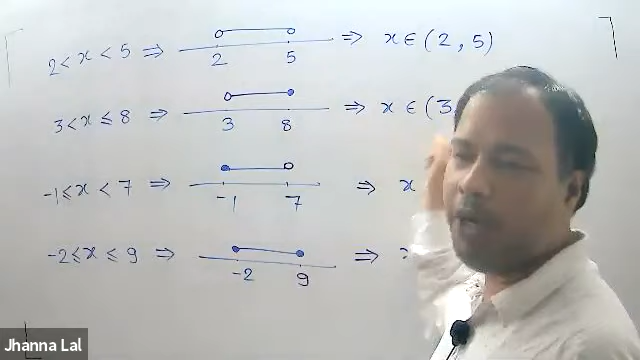 2 < x < 5 ⇒ 2 5 ⇒ x ∈ (2, 5)
3 < x ≤ 8 ⇒ 3 8 ⇒ x ∈ (3
-1 ≤ x < 7 ⇒ -1 7 ⇒ x
-2 ≤ x ≤ 9 ⇒ -2 9 ⇒
Jhanna Lal